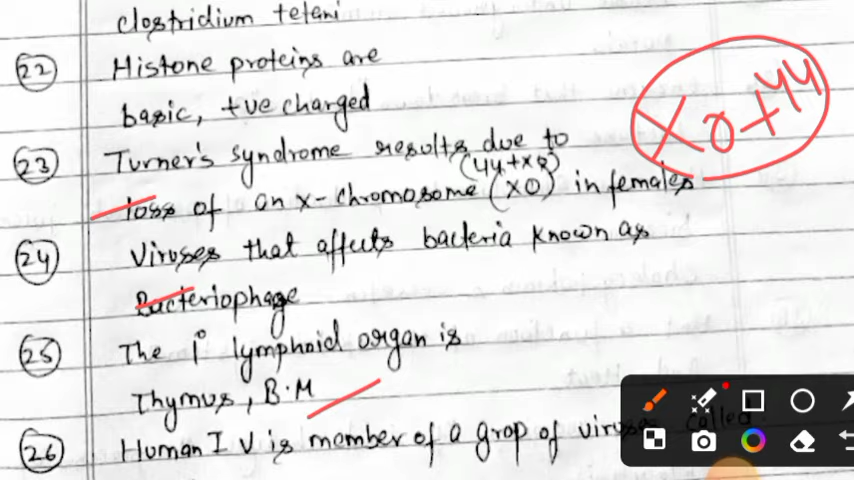 clostridium tetani
(22) Histone proteins are
basic, +ve charged
X0+44
(23) Turner's syndrome results due to
(44+X0)
loss of an x-chromosome (XO) in females
(24) Viruses that affects bacteria known as
Bacteriophage
(25) The 1° lymphoid organ is
Thymus, B.M
(26) Human I V is member of a grop of viruses called